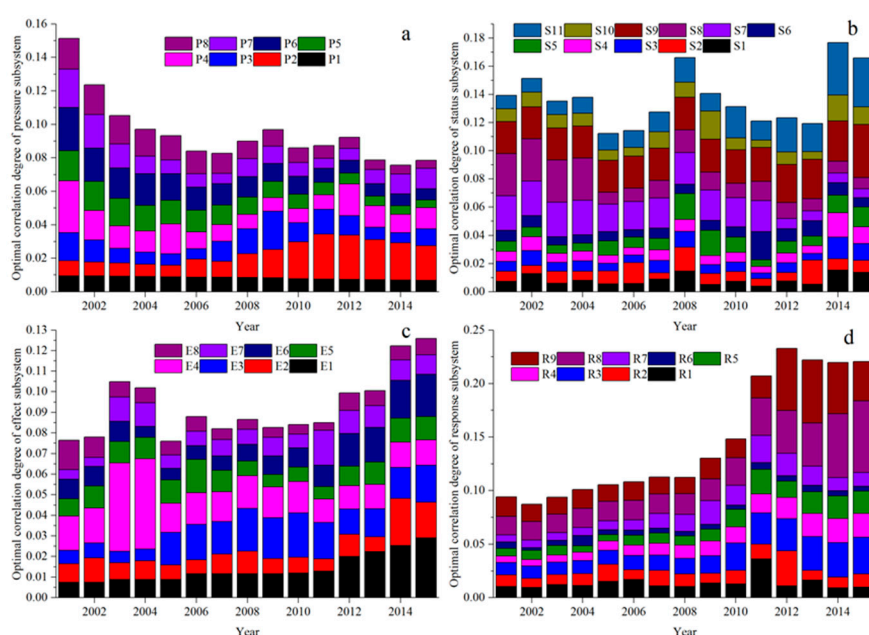 a
P8 P7 P6 P5
P4 P3 P2 P1
Optimal correlation degree of pressure subsystem
0.16
0.14
0.12
0.10
0.08
0.06
0.04
0.02
0.00
2002 2004 2006 2008 2010 2012 2014
Year
b
S11 S10 S9 S8 S7 S6
S5 S4 S3 S2 S1
Optimal correlation degree of status subsystem
0.18
0.16
0.14
0.12
0.10
0.08
0.06
0.04
0.02
0.00
2002 2004 2006 2008 2010 2012 2014
Year
c
E8 E7 E6 E5
E4 E3 E2 E1
Optimal correlation degree of effect subsystem
0.13
0.12
0.11
0.10
0.09
0.08
0.07
0.06
0.05
0.04
0.03
0.02
0.01
0.00
2002 2004 2006 2008 2010 2012 2014
Year
d
R9 R8 R7 R6 R5
R4 R3 R2 R1
Optimal correlation degree of response subsystem
0.25
0.20
0.15
0.10
0.05
0.00
2002 2004 2006 2008 2010 2012 2014
Year